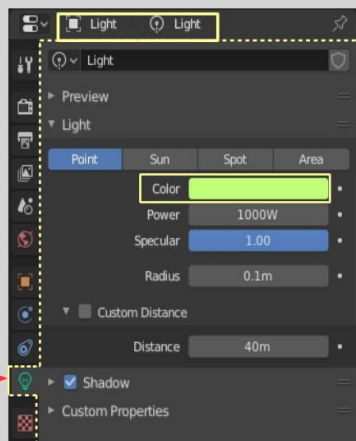 Light Light
Light
Preview
Light
Point Sun Spot Area
Color
Power 1000W
Specular 1.00
Radius 0.1m
Custom Distance
Distance 40m
Shadow
Custom Properties